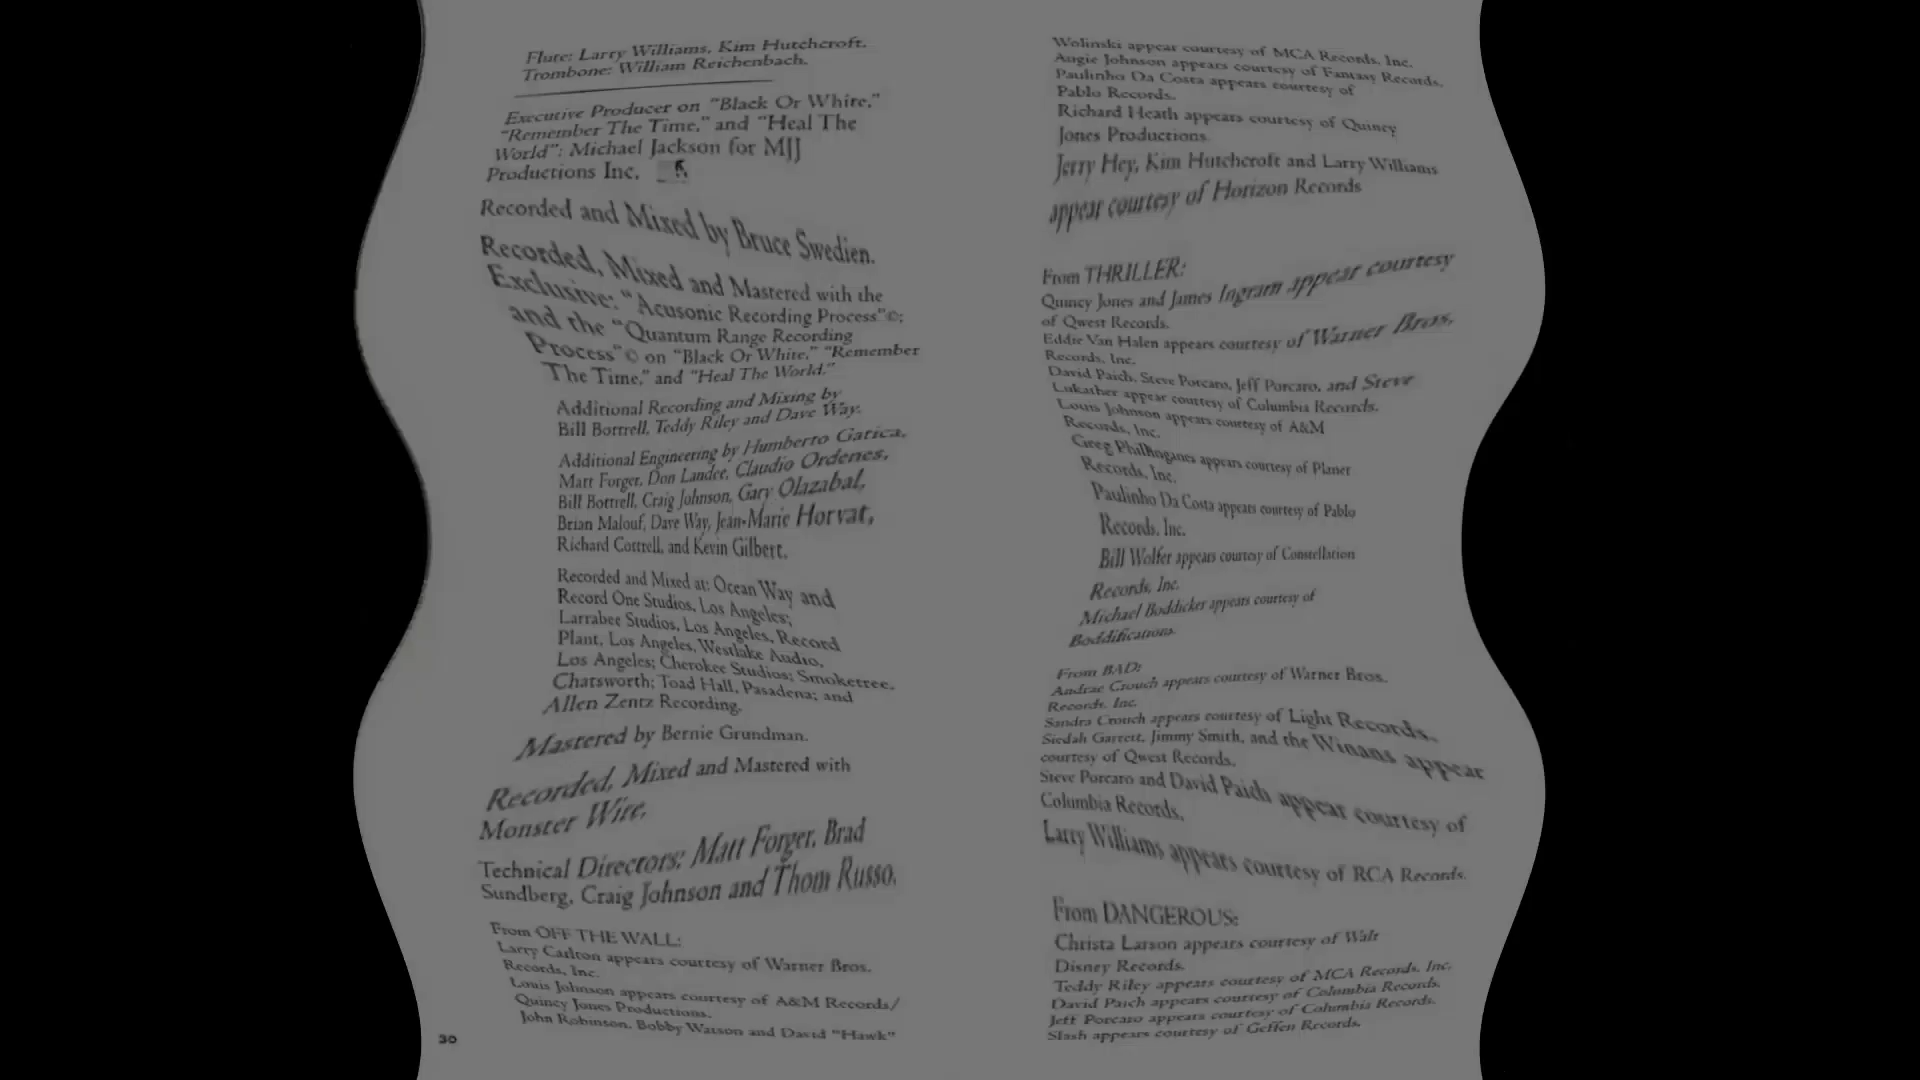 Flute: Larry Williams, Kim Hutchcroft.
Trombone: William Reichenbach.
Executive Producer on "Black Or White,"
"Remember The Time," and "Heal The
World": Michael Jackson for MJJ
Productions Inc.
Recorded and Mixed by Bruce Swedien.
Recorded, Mixed and Mastered with the
Exclusive: "Acusonic Recording Process"©;
and the "Quantum Range Recording
Process"© on "Black Or White," "Remember
The Time," and "Heal The World."
Additional Recording and Mixing by
Bill Bottrell, Teddy Riley and Dave Way.
Additional Engineering by Humberto Gatica,
Matt Forger, Don Landee, Claudio Ordenes,
Bill Bottrell, Craig Johnson, Gary Olazabal,
Brian Malouf, Dave Way, Jean-Marie Horvat,
Richard Cottrell, and Kevin Gilbert.
Recorded and Mixed at: Ocean Way and
Record One Studios, Los Angeles;
Larrabee Studios, Los Angeles, Record
Plant, Los Angeles, Westlake Audio,
Los Angeles; Cherokee Studios; Smoketree,
Chatsworth; Toad Hall, Pasadena; and
Allen Zentz Recording.
Mastered by Bernie Grundman.
Recorded, Mixed and Mastered with
Monster Wire.
Technical Directors: Matt Forger, Brad
Sundberg, Craig Johnson and Thom Russo.
From OFF THE WALL:
Larry Carlton appears courtesy of Warner Bros.
Records, Inc.
Louis Johnson appears courtesy of A&M Records/
Quincy Jones Productions.
John Robinson, Bobby Watson and David "Hawk"
30
Wolinski appear courtesy of MCA Records, Inc.
Augie Johnson appears courtesy of Fantasy Records.
Paulinho Da Costa appears courtesy of
Pablo Records.
Richard Heath appears courtesy of Quincy
Jones Productions.
Jerry Hey, Kim Hutchcroft and Larry Williams
appear courtesy of Horizon Records
From THRILLER:
Quincy Jones and James Ingram appear courtesy
of Qwest Records.
Eddie Van Halen appears courtesy of Warner Bros.
Records, Inc.
David Paich, Steve Porcaro, Jeff Porcaro, and Steve
Lukather appear courtesy of Columbia Records.
Louis Johnson appears courtesy of A&M
Records, Inc.
Greg Phillinganes appears courtesy of Planet
Records, Inc.
Paulinho Da Costa appears courtesy of Pablo
Records, Inc.
Bill Wolfer appears courtesy of Constellation
Records, Inc.
Michael Boddicker appears courtesy of
Boddifications.
From BAD:
Andrae Crouch appears courtesy of Warner Bros.
Records, Inc.
Sandra Crouch appears courtesy of Light Records.
Siedah Garrett, Jimmy Smith, and the Winans appear
courtesy of Qwest Records.
Steve Porcaro and David Paich appear courtesy of
Columbia Records.
Larry Williams appears courtesy of RCA Records.
From DANGEROUS:
Christa Larson appears courtesy of Walt
Disney Records.
Teddy Riley appears courtesy of MCA Records, Inc.
David Paich appears courtesy of Columbia Records.
Jeff Porcaro appears courtesy of Columbia Records.
Slash appears courtesy of Geffen Records.